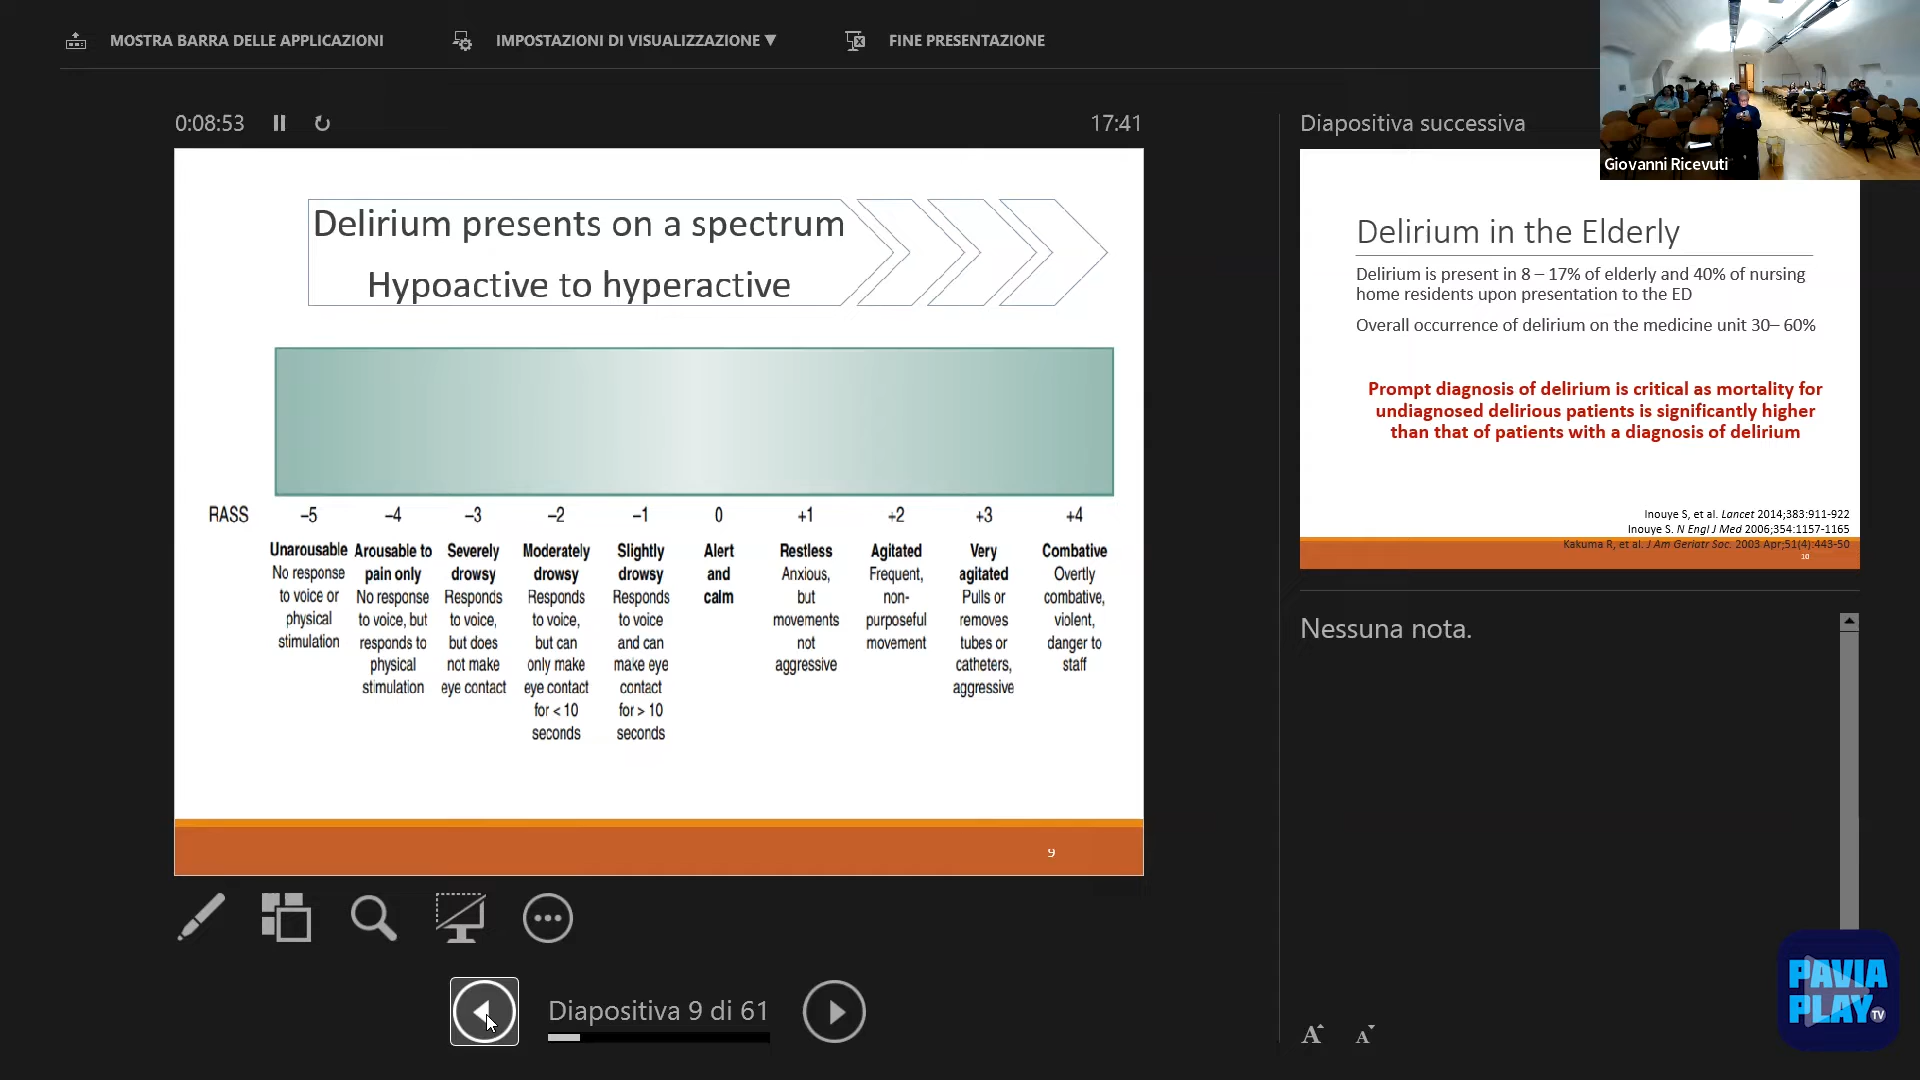 MOSTRA BARRA DELLE APPLICAZIONI
IMPOSTAZIONI DI VISUALIZZAZIONE ▼
FINE PRESENTAZIONE
Giovanni Ricevuti
0:08:53
17:41
Delirium presents on a spectrum
Hypoactive to hyperactive
RASS –5 –4 –3 –2 –1 0 +1 +2 +3 +4
Unarousable
No response
to voice or
physical
stimulation
Arousable to
pain only
No response
to voice, but
responds to
physical
stimulation
Severely
drowsy
Responds
to voice,
but does
not make
eye contact
Moderately
drowsy
Responds
to voice,
but can
only make
eye contact
for < 10
seconds
Slightly
drowsy
Responds
to voice
and can
make eye
contact
for > 10
seconds
Alert
and
calm
Restless
Anxious,
but
movements
not
aggressive
Agitated
Frequent,
non-
purposeful
movement
Very
agitated
Pulls or
removes
tubes or
catheters,
aggressive
Combative
Overtly
combative,
violent,
danger to
staff
9
Diapositiva 9 di 61
Diapositiva successiva
Delirium in the Elderly
Delirium is present in 8 – 17% of elderly and 40% of nursing
home residents upon presentation to the ED
Overall occurrence of delirium on the medicine unit 30– 60%
Prompt diagnosis of delirium is critical as mortality for
undiagnosed delirious patients is significantly higher
than that of patients with a diagnosis of delirium
Inouye S, et al. Lancet 2014;383:911-922
Inouye S. N Engl J Med 2006;354:1157-1165
Kakuma R, et al. J Am Geriatr Soc. 2003 Apr;51(4):443-50
10
Nessuna nota.
A A
PAVIA
PLAY TV